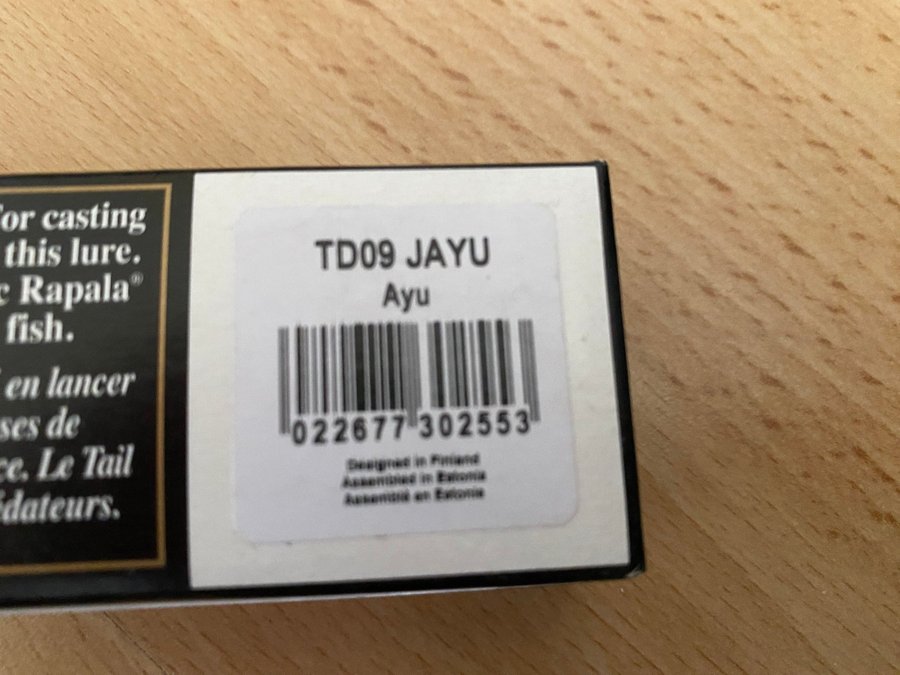 for casting
this lure.
Rapala®
fish.
en lancer
ses de
ce. Le Tail
édateurs.
TD09 JAYU
Ayu
022677 302553
Designed in Finland
Assembled in Estonia
Assemblé en Estonie